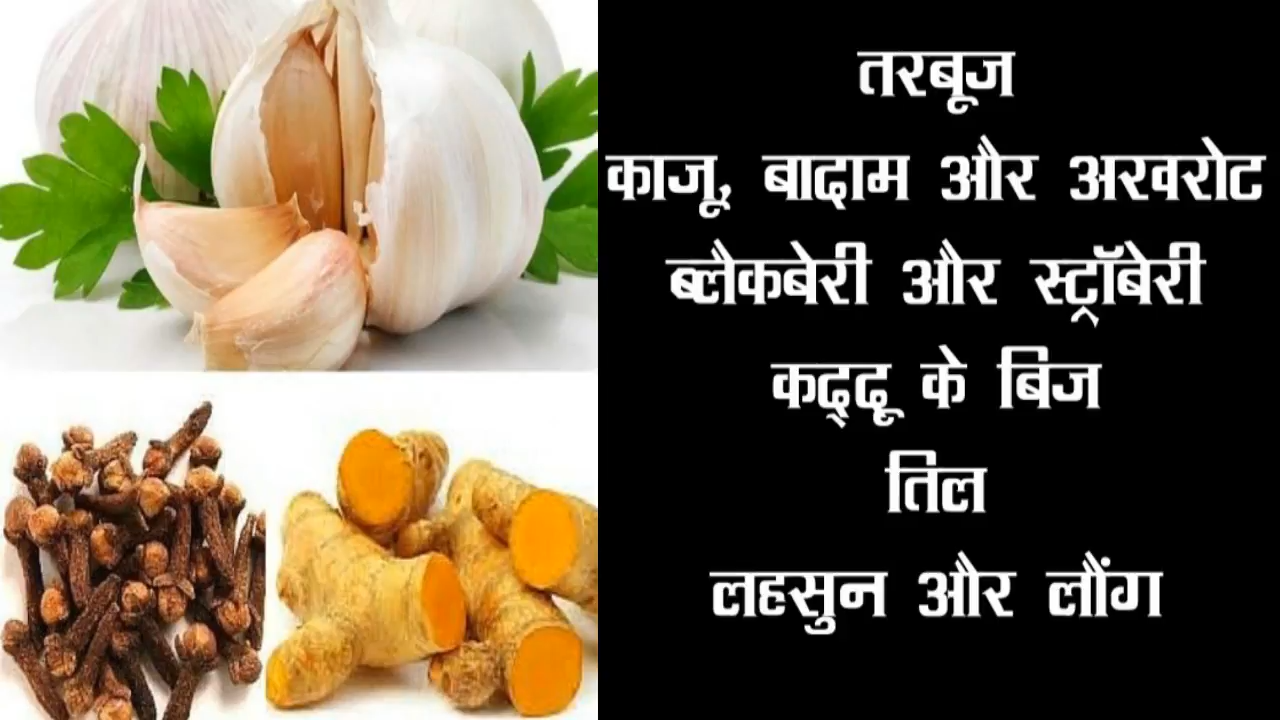 तरबूज
काजू, बादाम और अखरोट
ब्लैकबेरी और स्ट्रॉबेरी
कद्दू के बिज
तिल
लहसुन और लौंग